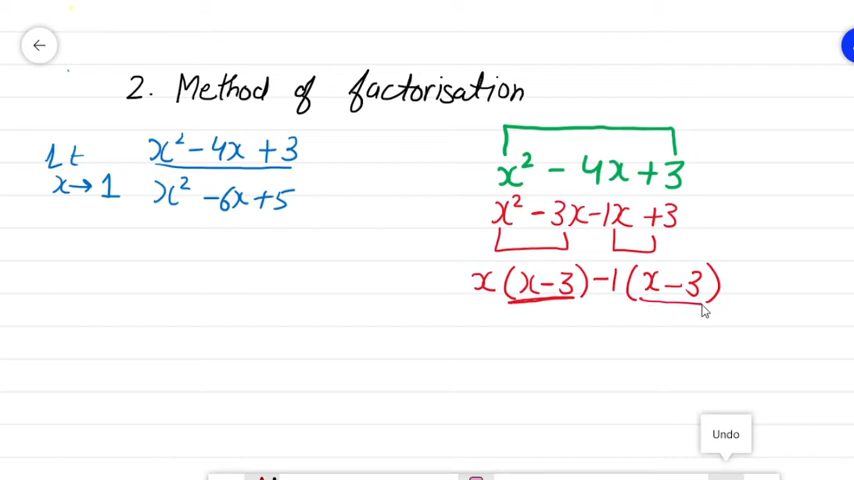 2. Method of factorisation
Lt x→1 x² - 4x + 3 / x² - 6x + 5
x² - 4x + 3
x² - 3x - 1x + 3
x (x - 3) - 1 (x - 3)
Undo